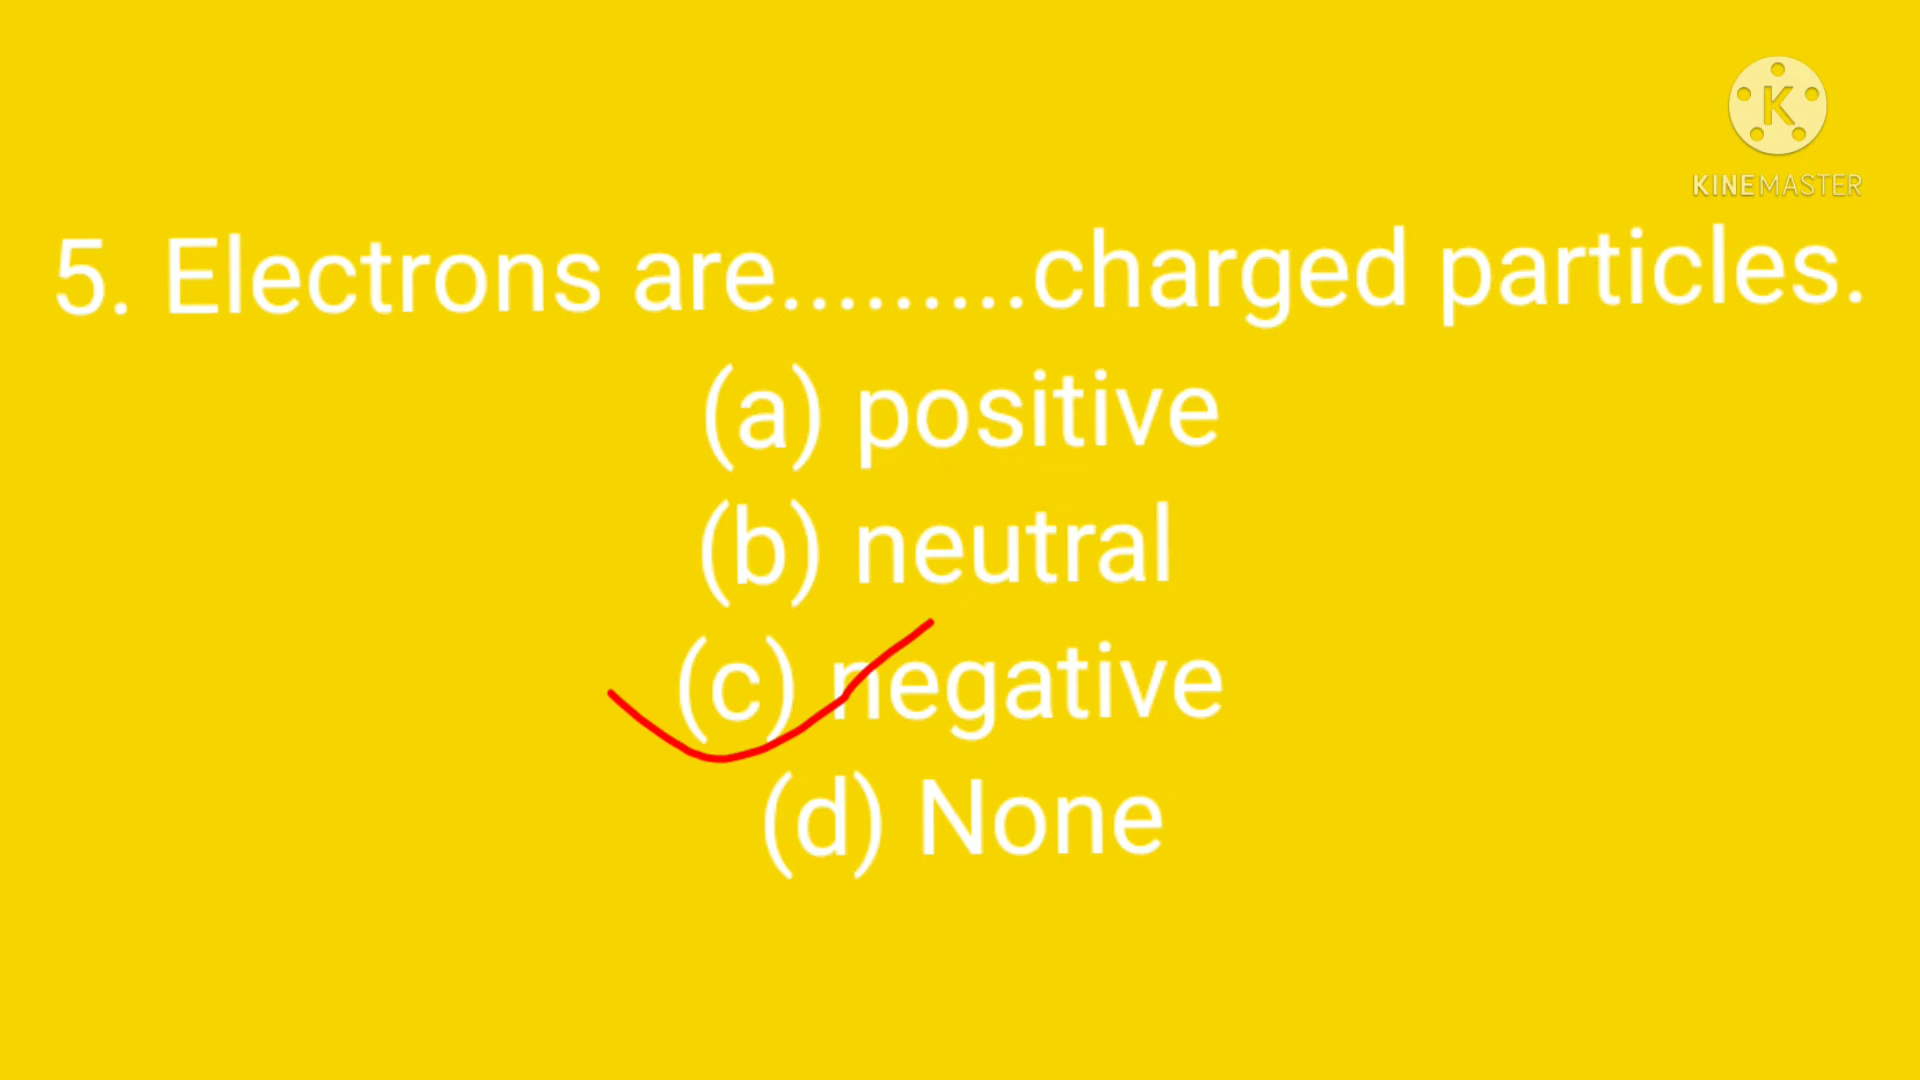 K
KINEMASTER
5. Electrons are.........charged particles.
(a) positive
(b) neutral
(c) negative
(d) None